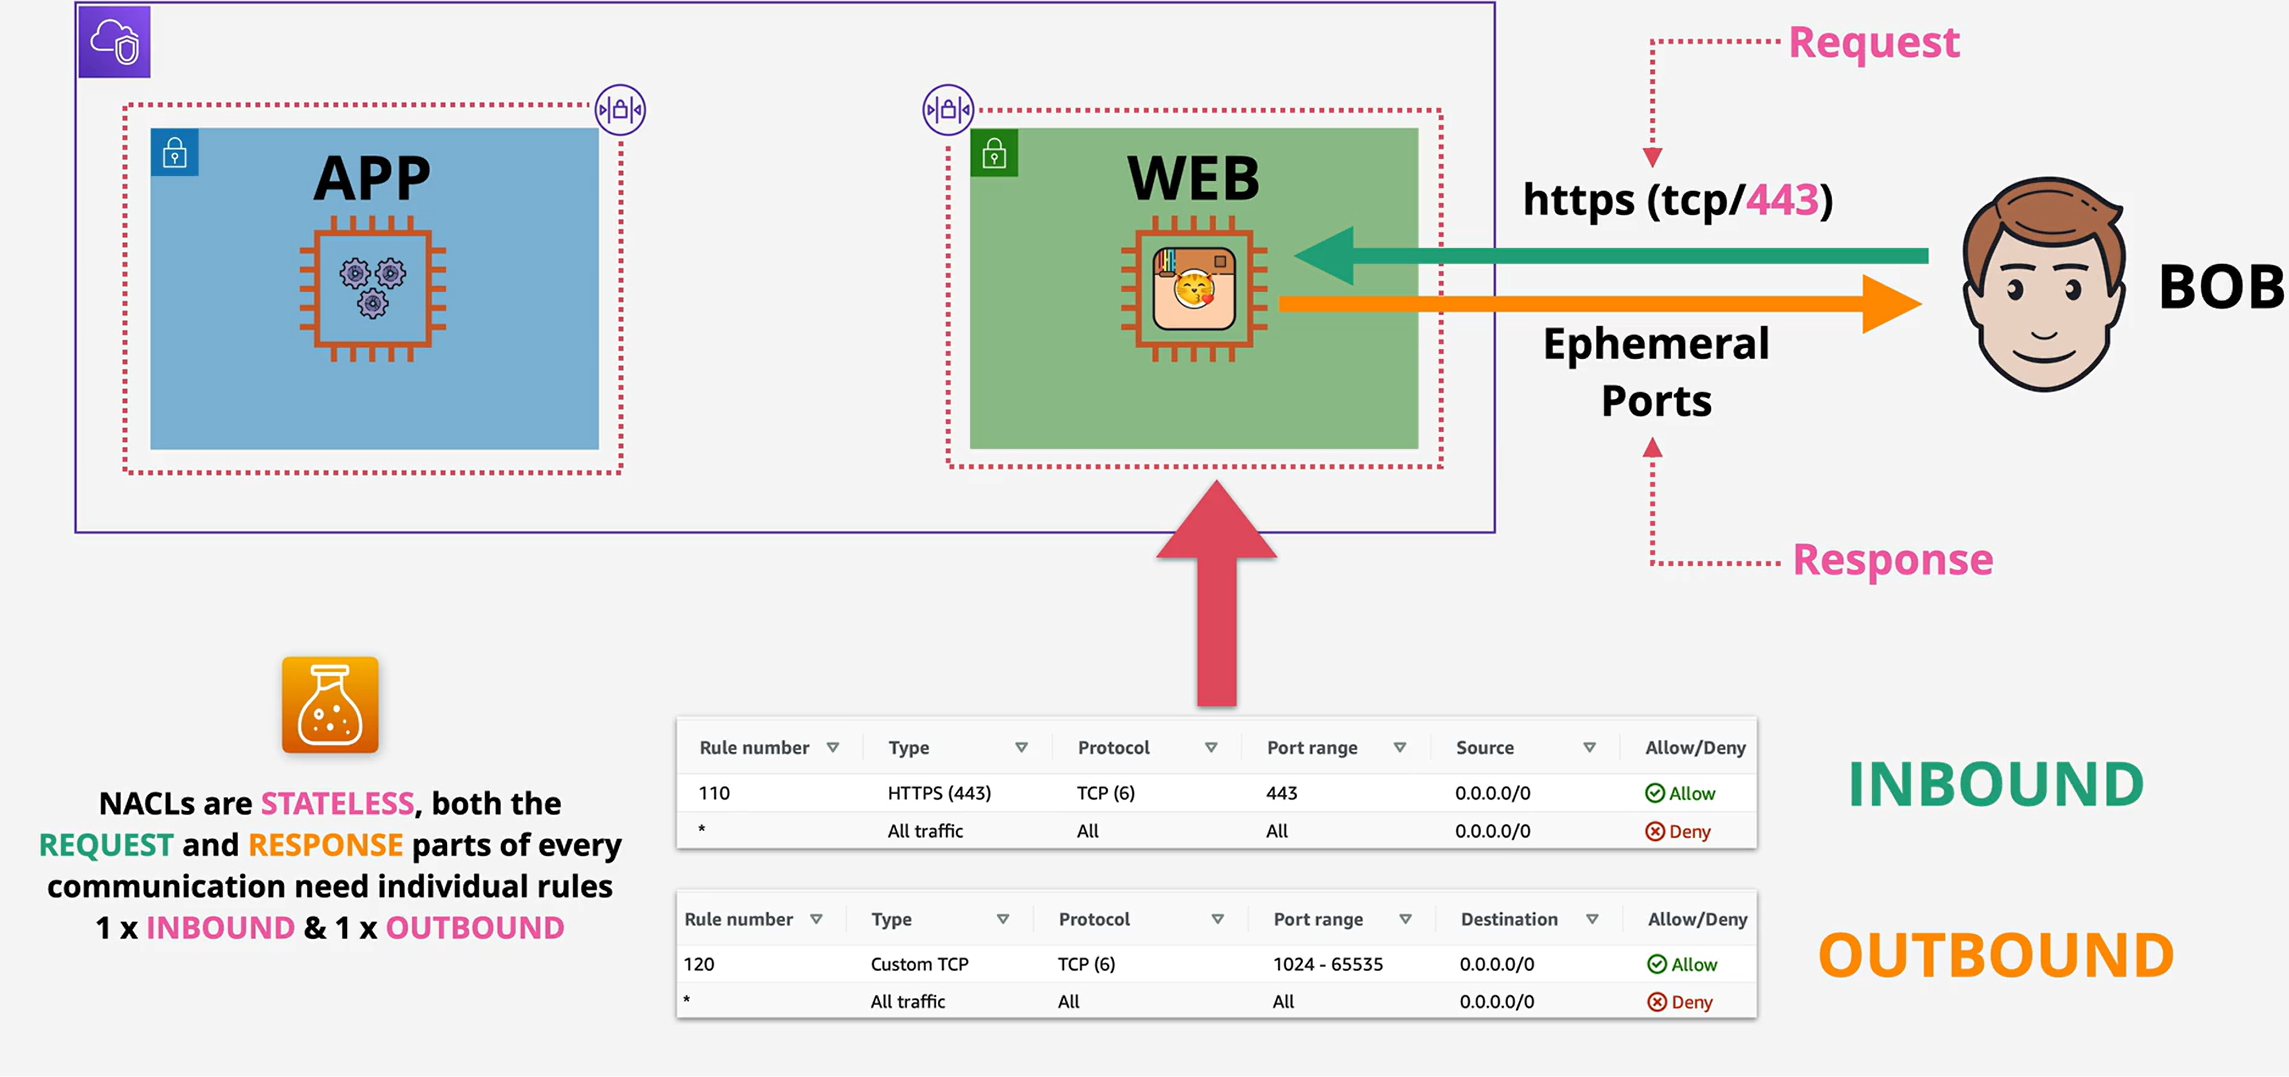 Request
APP
WEB
https (tcp/443)
BOB
Ephemeral
Ports
Response
NACLs are STATELESS, both the
REQUEST and RESPONSE parts of every
communication need individual rules
1 x INBOUND & 1 x OUTBOUND
Rule number Type Protocol Port range Source Allow/Deny
110 HTTPS (443) TCP (6) 443 0.0.0.0/0 Allow
* All traffic All All 0.0.0.0/0 Deny
INBOUND
Rule number Type Protocol Port range Destination Allow/Deny
120 Custom TCP TCP (6) 1024 - 65535 0.0.0.0/0 Allow
* All traffic All All 0.0.0.0/0 Deny
OUTBOUND